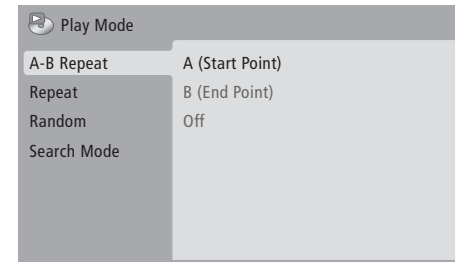 Play Mode
A-B Repeat
Repeat
Random
Search Mode
A (Start Point)
B (End Point)
Off